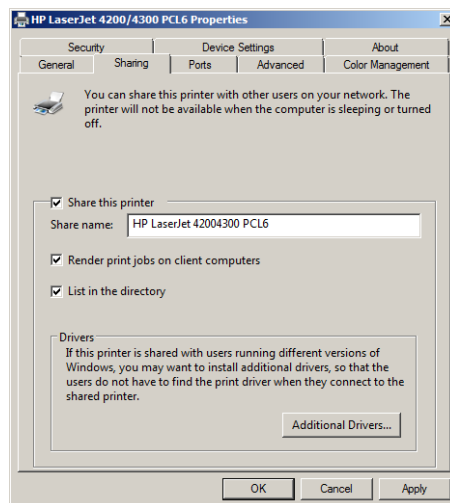 HP LaserJet 4200/4300 PCL6 Properties
Security Device Settings About
General Sharing Ports Advanced Color Management
You can share this printer with other users on your network. The
printer will not be available when the computer is sleeping or turned
off.
Share this printer
Share name: HP LaserJet 42004300 PCL6
Render print jobs on client computers
List in the directory
Drivers
If this printer is shared with users running different versions of
Windows, you may want to install additional drivers, so that the
users do not have to find the print driver when they connect to the
shared printer.
Additional Drivers...
OK Cancel Apply